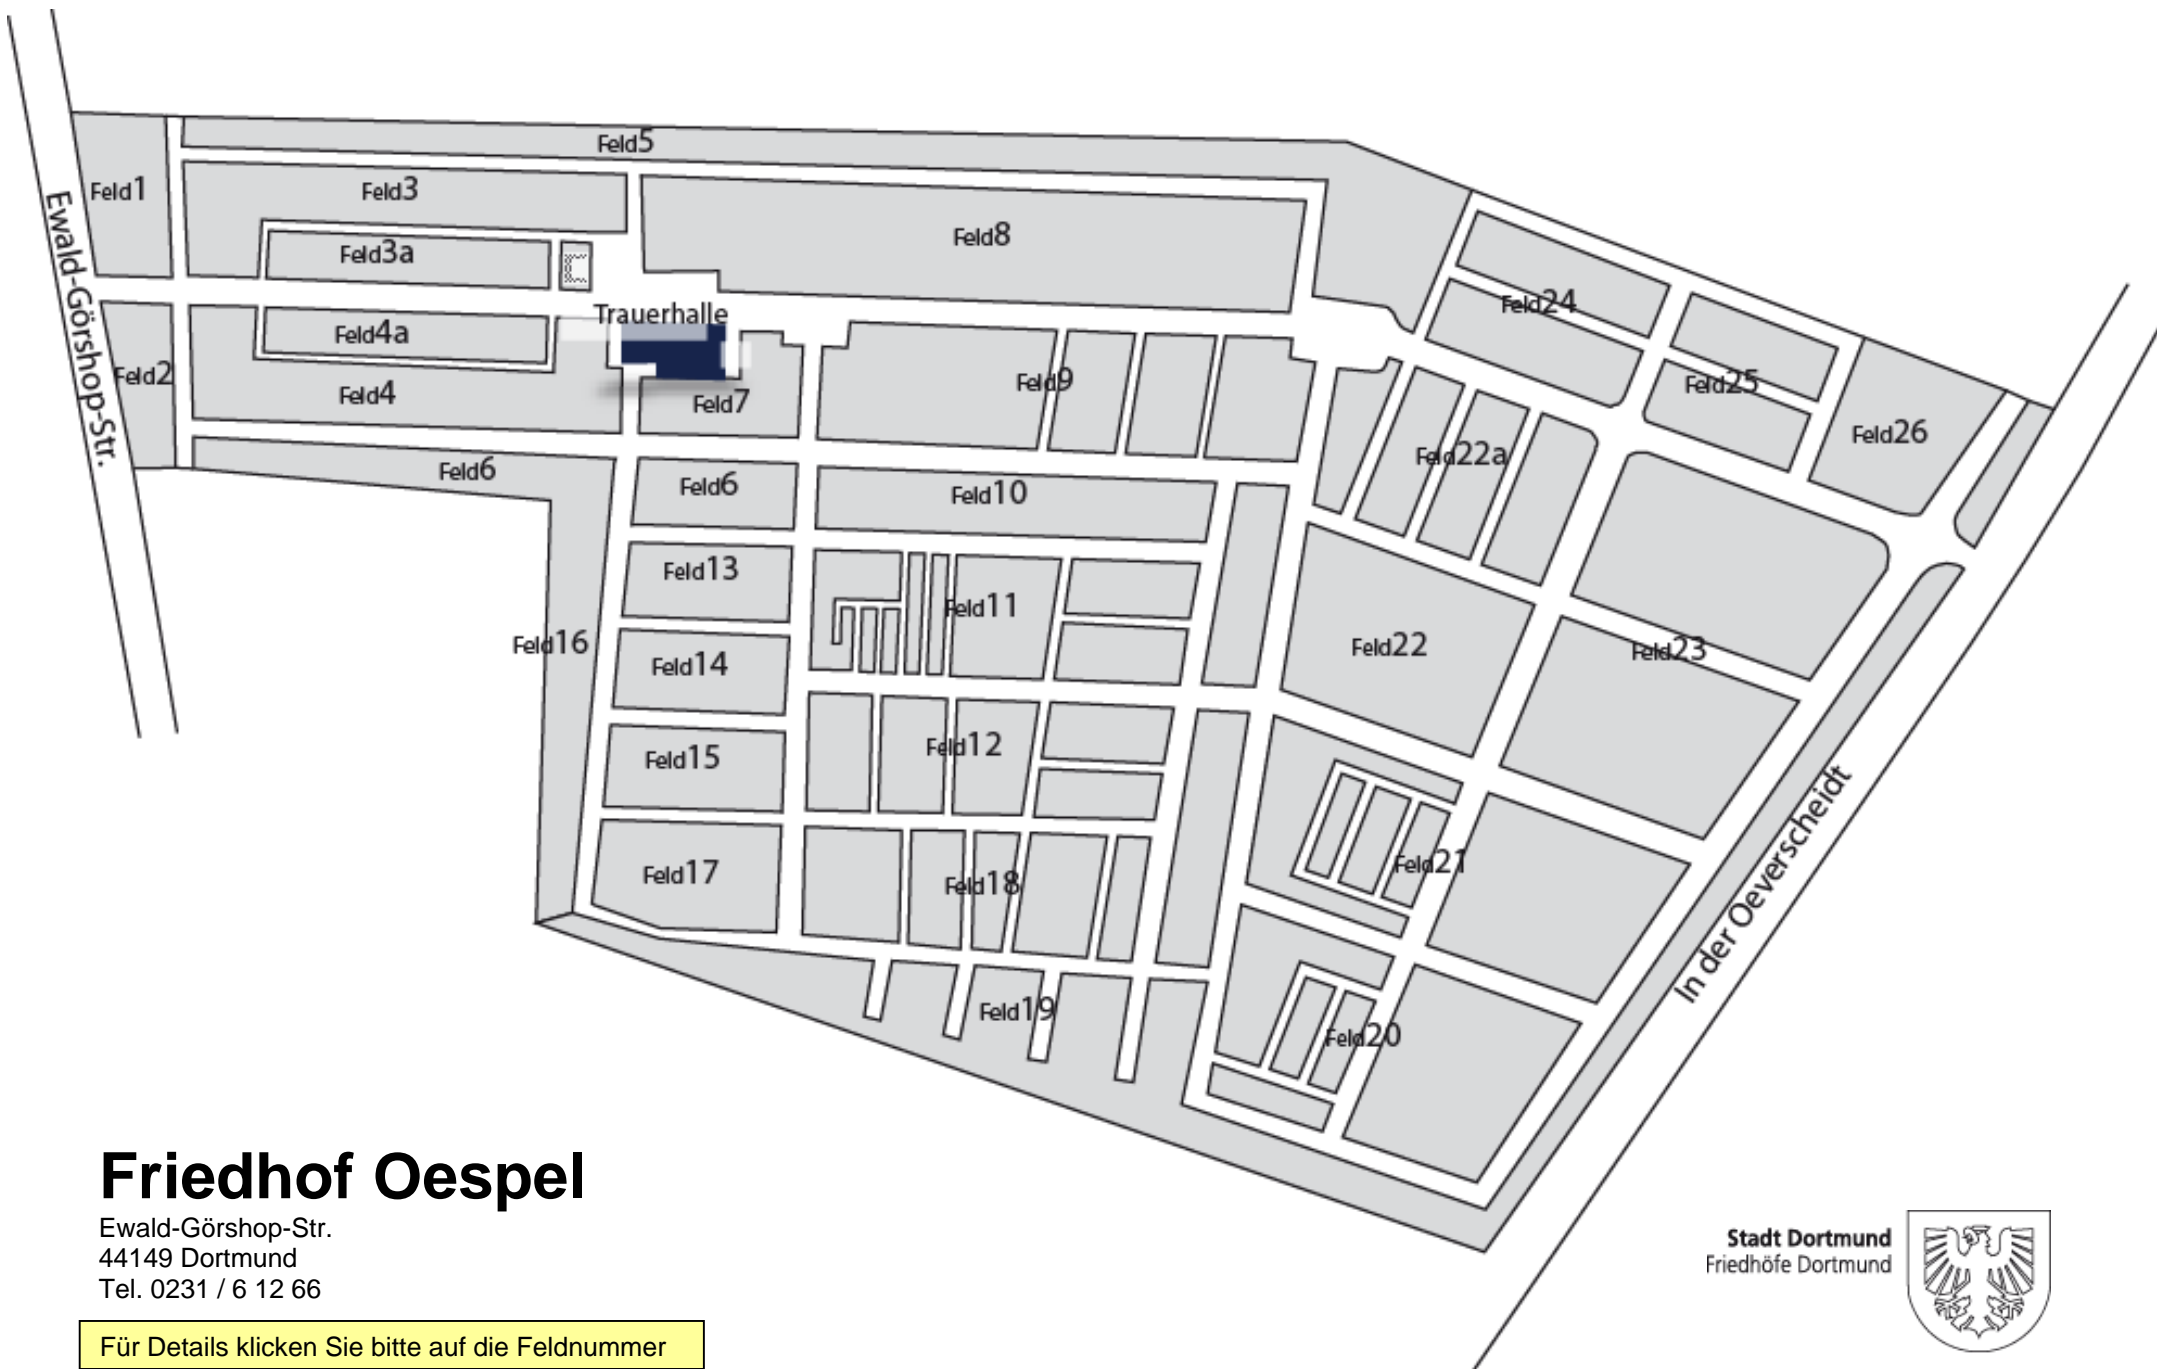 Feld5
Feld1
Feld3
Feld8
Feld3a
Feld24
Trauerhalle
Feld4a
Feld2
Feld4
Feld7
Feld9
Feld25
Feld26
Ewald-Görshop-Str.
Feld22a
Feld6
Feld6
Feld10
Feld13
Feld11
Feld16
Feld14
Feld22
Feld23
Feld15
Feld12
Feld17
Feld18
Feld21
In der Oeverscheidt
Feld19
Feld20
Friedhof Oespel
Ewald-Görshop-Str.
44149 Dortmund
Tel. 0231 / 6 12 66
Für Details klicken Sie bitte auf die Feldnummer
Stadt Dortmund
Friedhöfe Dortmund